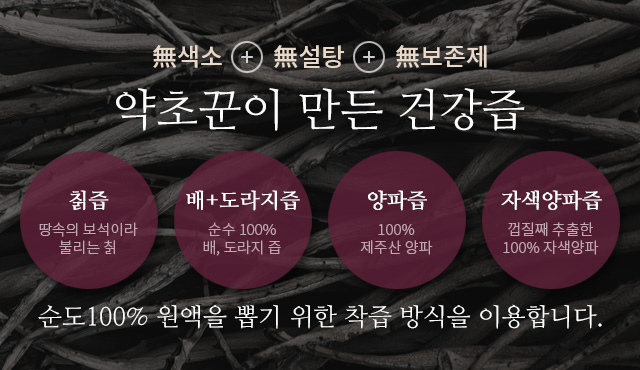 無색소 + 無설탕 + 無보존제
약초꾼이 만든 건강즙
칡즙
땅속의 보석이라
불리는 칡
배+도라지즙
순수 100%
배, 도라지 즙
양파즙
100%
제주산 양파
자색양파즙
껍질째 추출한
100% 자색양파
순도100% 원액을 뽑기 위한 착즙 방식을 이용합니다.